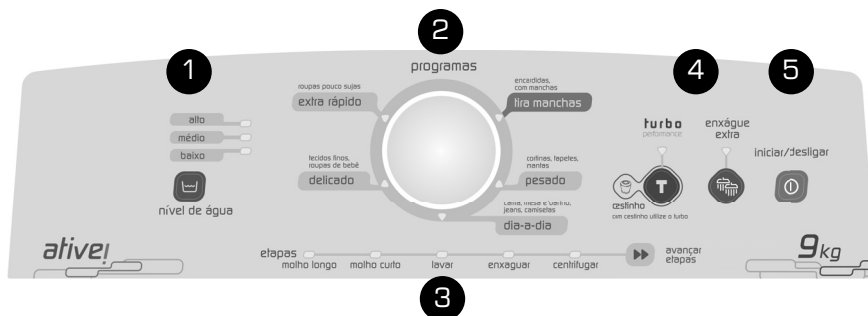 1
alto
médio
baixo
nível de água
ative!
2
programas
roupas pouco sujas
extra rápido
encardidas,
com manchas
tira manchas
tecidos finos,
roupas de bebê
delicado
cortinas, tapetes,
mantas
pesado
cama, mesa e banho,
jeans, camisetas
dia-a-dia
3
etapas
molho longo
molho curto
lavar
enxaguar
centrifugar
avançar
etapas
4
turbo
performance
T
cestinho
com cestinho utilize o turbo
enxágue
extra
5
iniciar/desligar
9kg